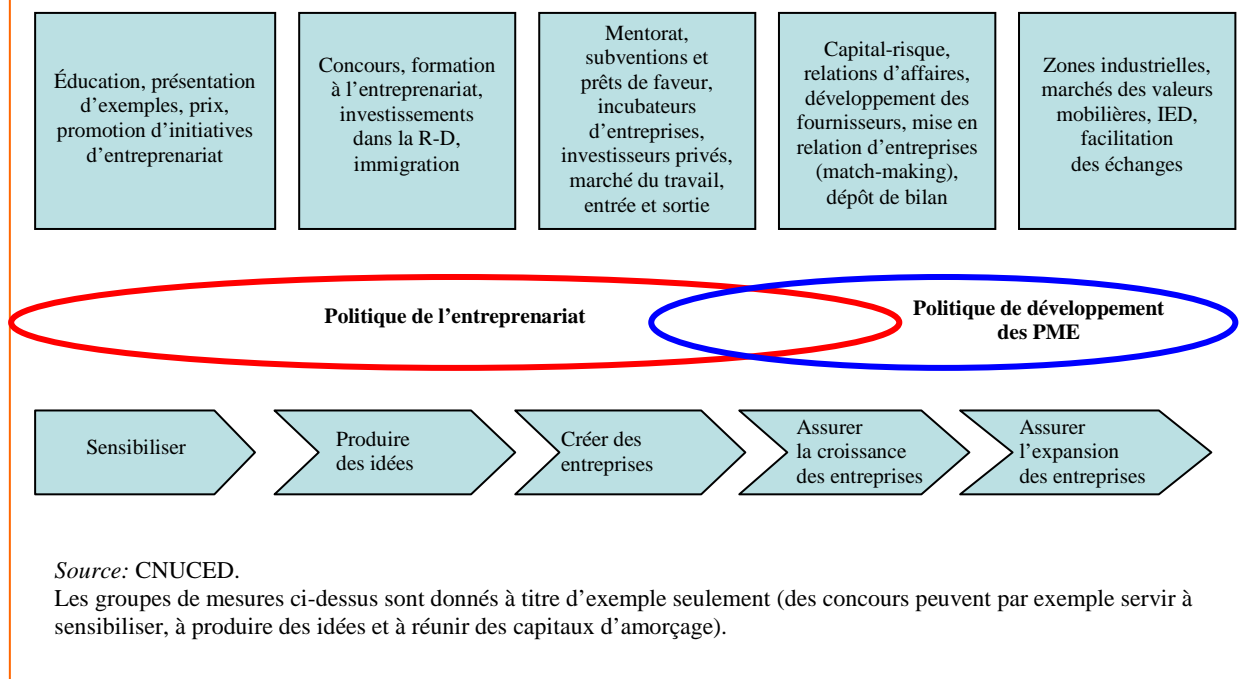 Éducation, présentation
d'exemples, prix,
promotion d'initiatives
d'entreprenariat
Concours, formation
à l'entreprenariat,
investissements
dans la R-D,
immigration
Mentorat,
subventions et
prêts de faveur,
incubateurs
d'entreprises,
investisseurs privés,
marché du travail,
entrée et sortie
Capital-risque,
relations d'affaires,
développement des
fournisseurs, mise en
relation d'entreprises
(match-making),
dépôt de bilan
Zones industrielles,
marchés des valeurs
mobilières, IED,
facilitation
des échanges
Politique de l'entreprenariat
Politique de développement
des PME
Sensibiliser
Produire
des idées
Créer des
entreprises
Assurer
la croissance
des entreprises
Assurer
l'expansion
des entreprises
Source: CNUCED.
Les groupes de mesures ci-dessus sont donnés à titre d'exemple seulement (des concours peuvent par exemple servir à
sensibiliser, à produire des idées et à réunir des capitaux d'amorçage).